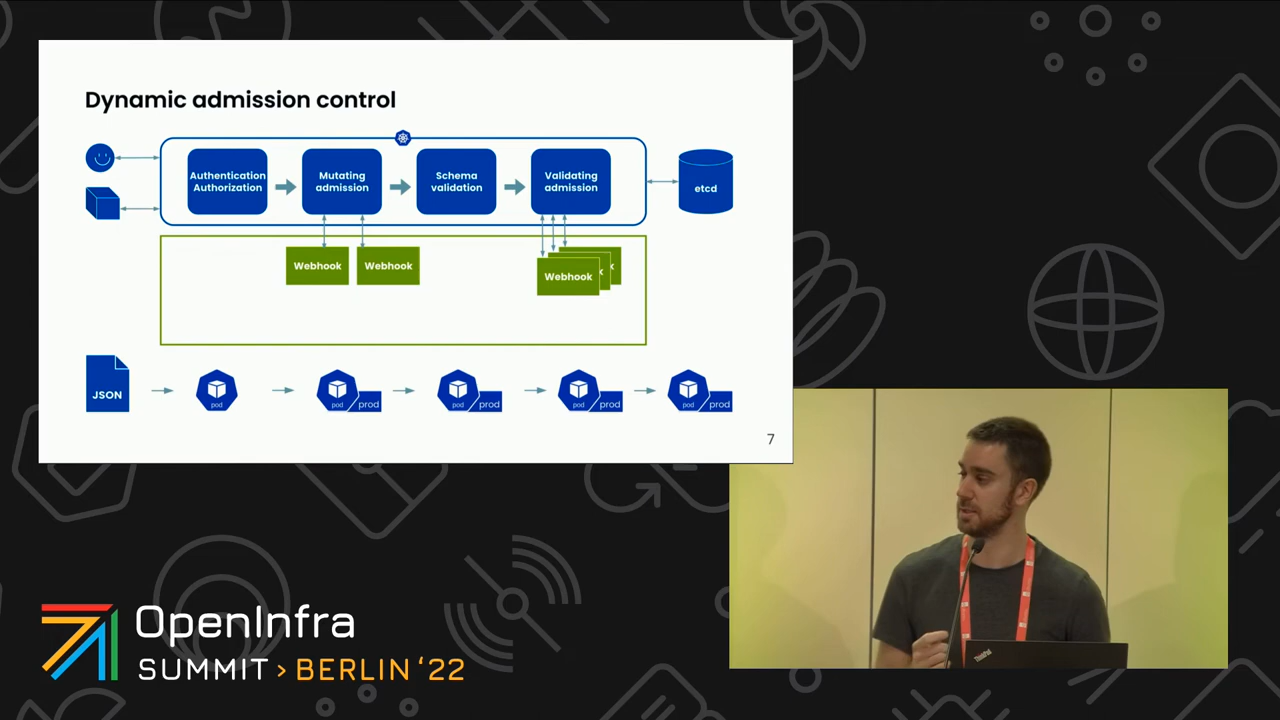 Dynamic admission control
Authentication
Authorization
Mutating
admission
Schema
validation
Validating
admission
etcd
Webhook
Webhook
Webhook
k
JSON
pod
pod
prod
pod
prod
pod
prod
pod
prod
7
ThinkPad
OpenInfra
SUMMIT > BERLIN ‘22